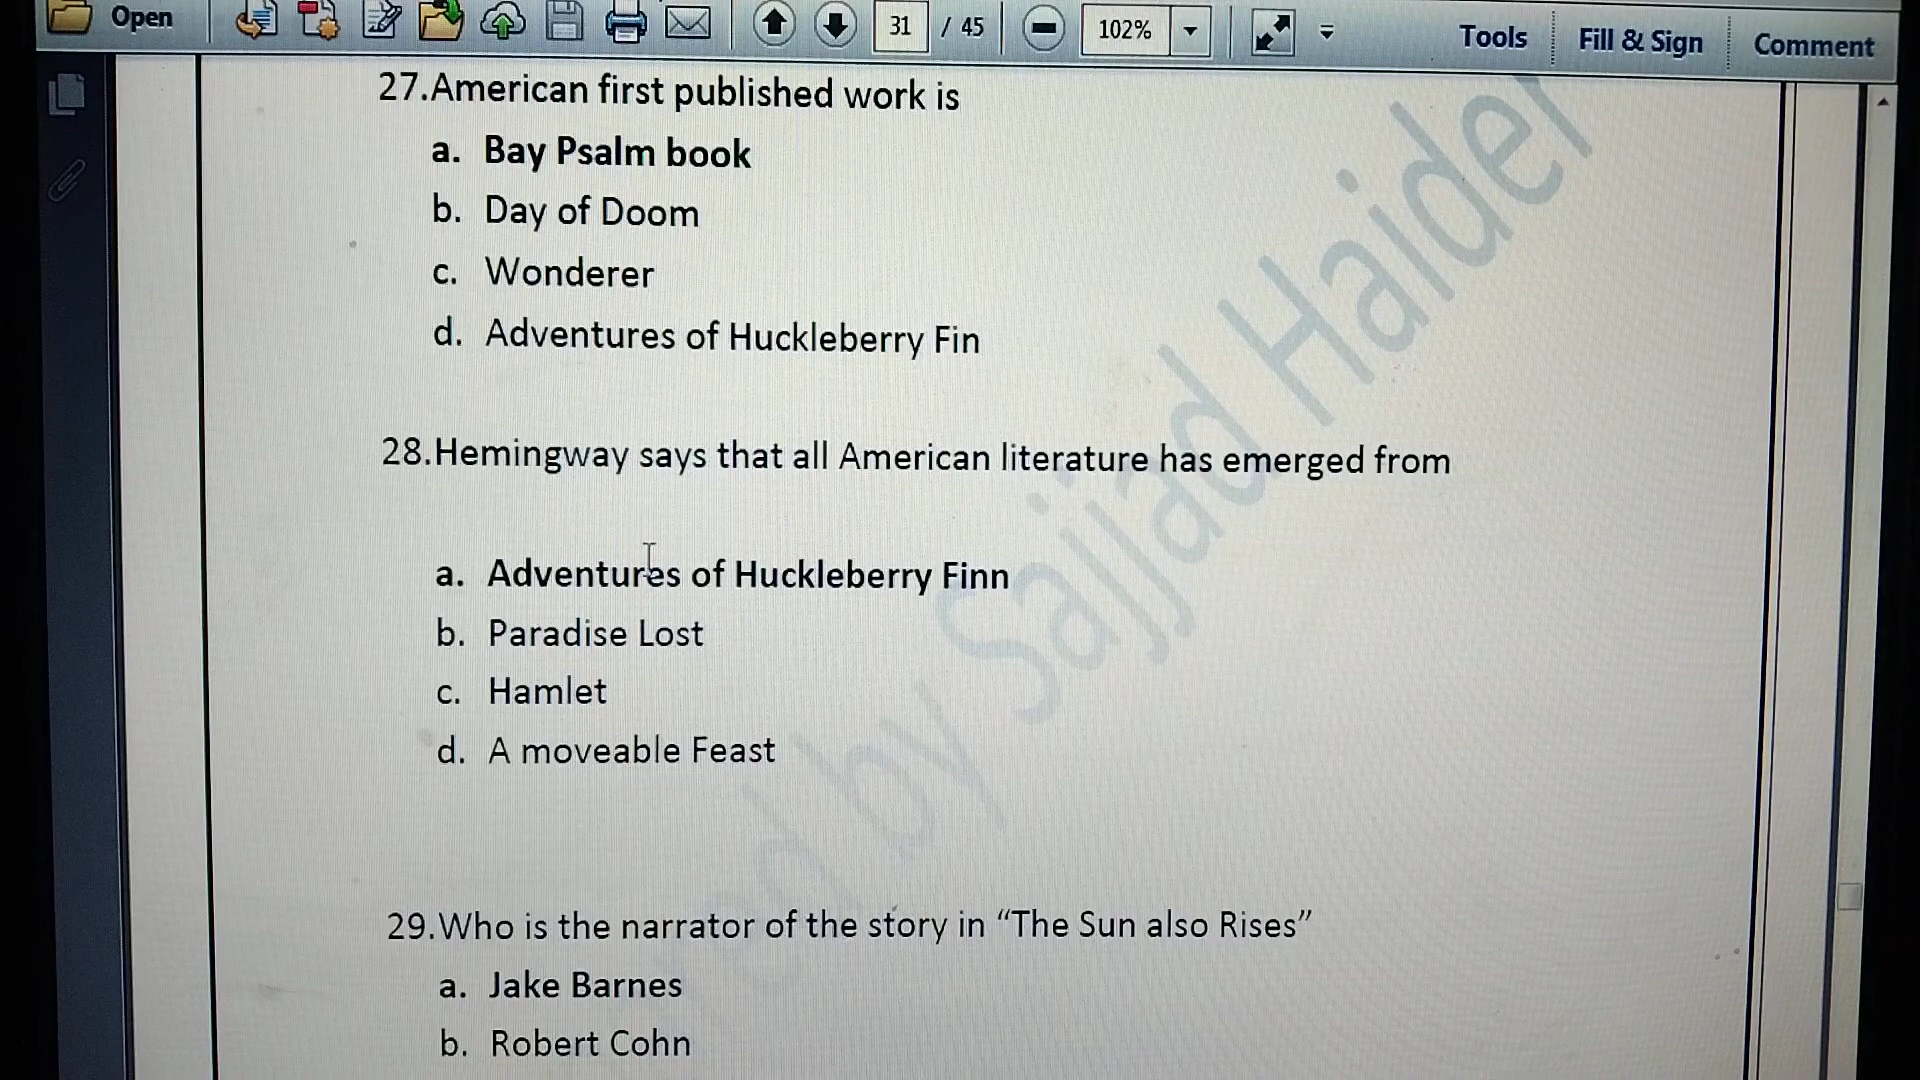 Open 31 / 45 102% Tools Fill & Sign Comment
27.American first published work is
a. Bay Psalm book
b. Day of Doom
c. Wonderer
d. Adventures of Huckleberry Fin
28.Hemingway says that all American literature has emerged from
a. Adventures of Huckleberry Finn
b. Paradise Lost
c. Hamlet
d. A moveable Feast
29.Who is the narrator of the story in “The Sun also Rises”
a. Jake Barnes
b. Robert Cohn
by Sajjad Haider